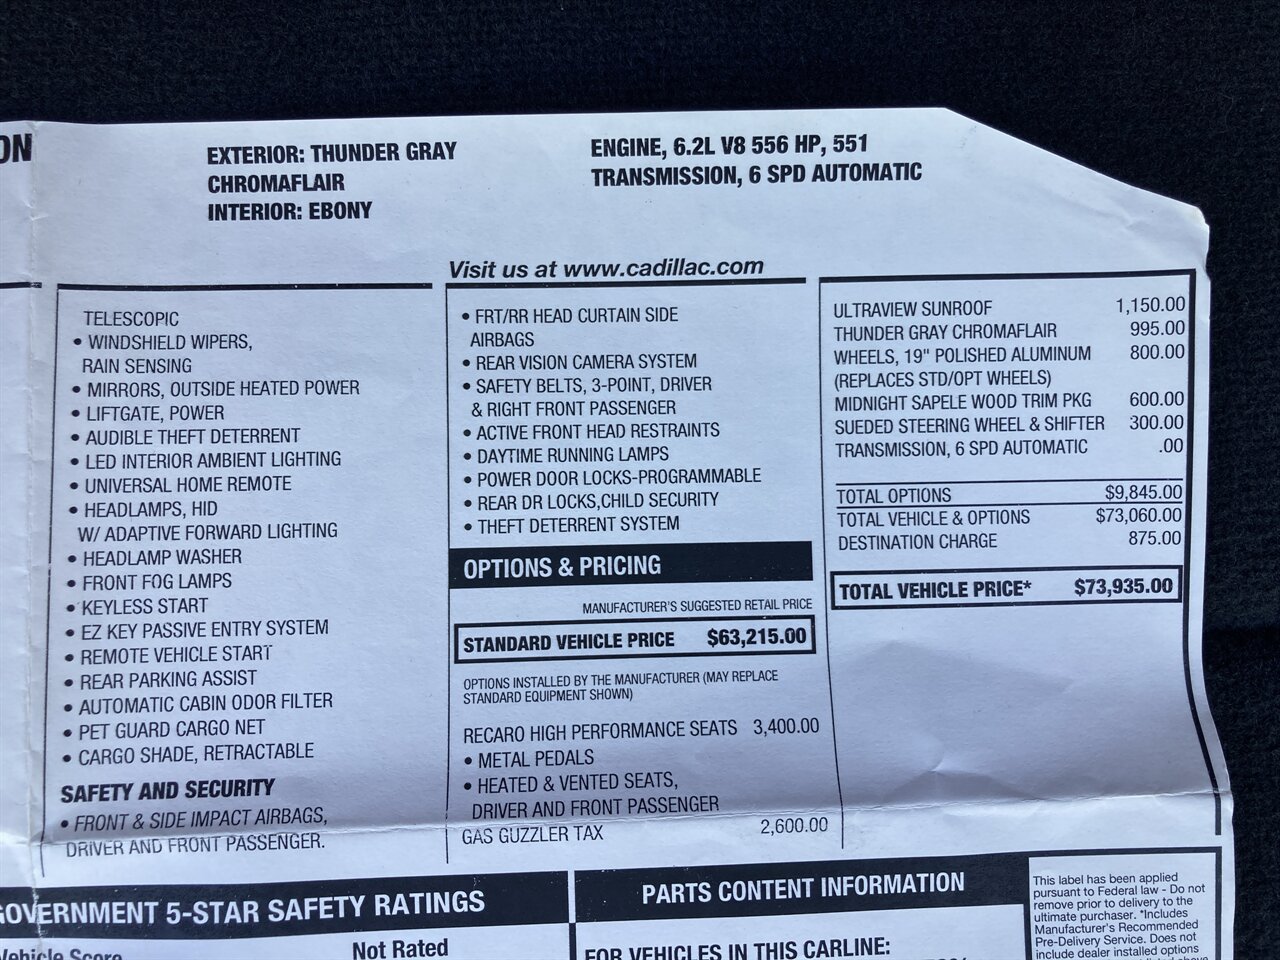 ON
EXTERIOR: THUNDER GRAY
CHROMAFLAIR
INTERIOR: EBONY
ENGINE, 6.2L V8 556 HP, 551
TRANSMISSION, 6 SPD AUTOMATIC
Visit us at www.cadillac.com
TELESCOPIC
• WINDSHIELD WIPERS,
RAIN SENSING
• MIRRORS, OUTSIDE HEATED POWER
• LIFTGATE, POWER
• AUDIBLE THEFT DETERRENT
• LED INTERIOR AMBIENT LIGHTING
• UNIVERSAL HOME REMOTE
• HEADLAMPS, HID
W/ ADAPTIVE FORWARD LIGHTING
• HEADLAMP WASHER
• FRONT FOG LAMPS
• KEYLESS START
• EZ KEY PASSIVE ENTRY SYSTEM
• REMOTE VEHICLE START
• REAR PARKING ASSIST
• AUTOMATIC CABIN ODOR FILTER
• PET GUARD CARGO NET
• CARGO SHADE, RETRACTABLE
SAFETY AND SECURITY
• FRONT & SIDE IMPACT AIRBAGS,
DRIVER AND FRONT PASSENGER.
• FRT/RR HEAD CURTAIN SIDE
AIRBAGS
• REAR VISION CAMERA SYSTEM
• SAFETY BELTS, 3-POINT, DRIVER
& RIGHT FRONT PASSENGER
• ACTIVE FRONT HEAD RESTRAINTS
• DAYTIME RUNNING LAMPS
• POWER DOOR LOCKS-PROGRAMMABLE
• REAR DR LOCKS,CHILD SECURITY
• THEFT DETERRENT SYSTEM
OPTIONS & PRICING
MANUFACTURER'S SUGGESTED RETAIL PRICE
STANDARD VEHICLE PRICE $63,215.00
OPTIONS INSTALLED BY THE MANUFACTURER (MAY REPLACE
STANDARD EQUIPMENT SHOWN)
RECARO HIGH PERFORMANCE SEATS 3,400.00
• METAL PEDALS
• HEATED & VENTED SEATS,
DRIVER AND FRONT PASSENGER
GAS GUZZLER TAX 2,600.00
ULTRAVIEW SUNROOF 1,150.00
THUNDER GRAY CHROMAFLAIR 995.00
WHEELS, 19" POLISHED ALUMINUM 800.00
(REPLACES STD/OPT WHEELS)
MIDNIGHT SAPELE WOOD TRIM PKG 600.00
SUEDED STEERING WHEEL & SHIFTER 300.00
TRANSMISSION, 6 SPD AUTOMATIC .00
TOTAL OPTIONS $9,845.00
TOTAL VEHICLE & OPTIONS $73,060.00
DESTINATION CHARGE 875.00
TOTAL VEHICLE PRICE* $73,935.00
GOVERNMENT 5-STAR SAFETY RATINGS
Vehicle Score Not Rated
PARTS CONTENT INFORMATION
FOR VEHICLES IN THIS CARLINE:
This label has been applied
pursuant to Federal law - Do not
remove prior to delivery to the
ultimate purchaser. *Includes
Manufacturer's Recommended
Pre-Delivery Service. Does not
include dealer installed options